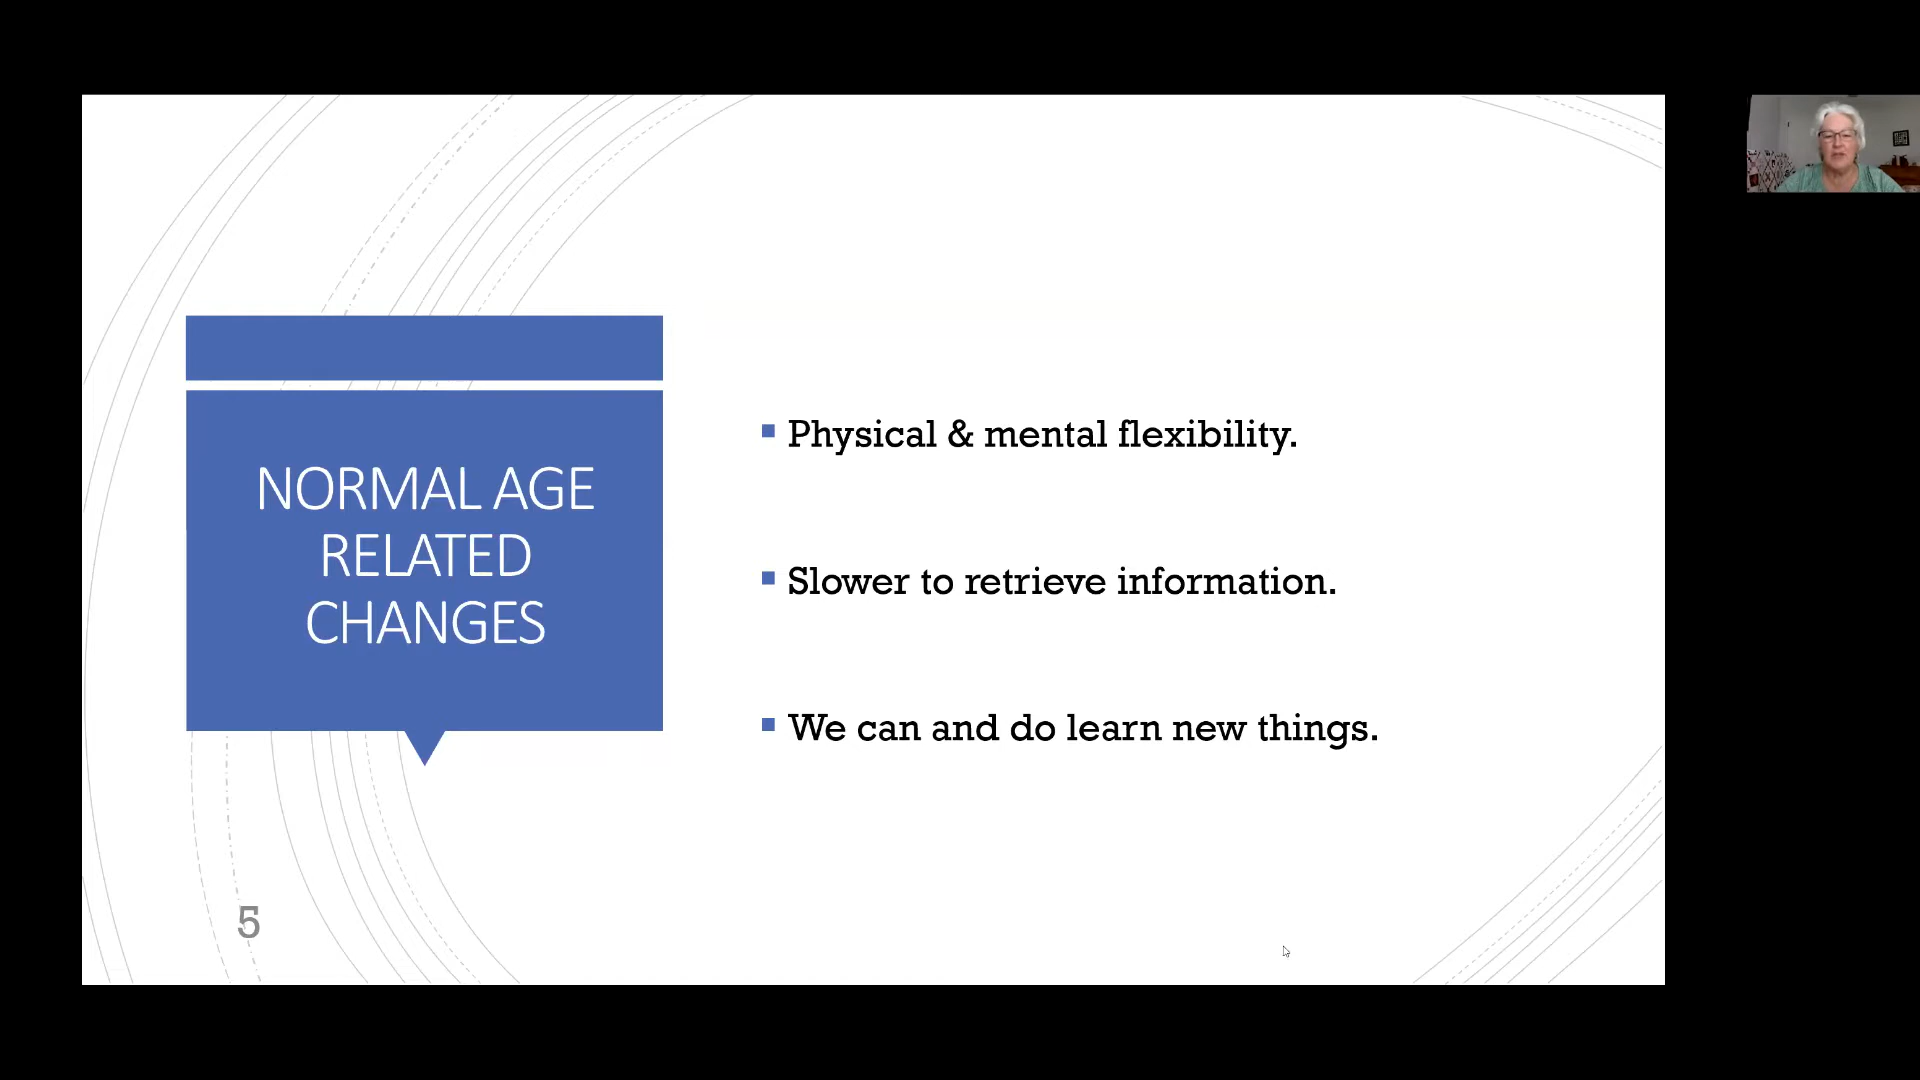 NORMAL AGE
RELATED
CHANGES
▪ Physical & mental flexibility.
▪ Slower to retrieve information.
▪ We can and do learn new things.
5